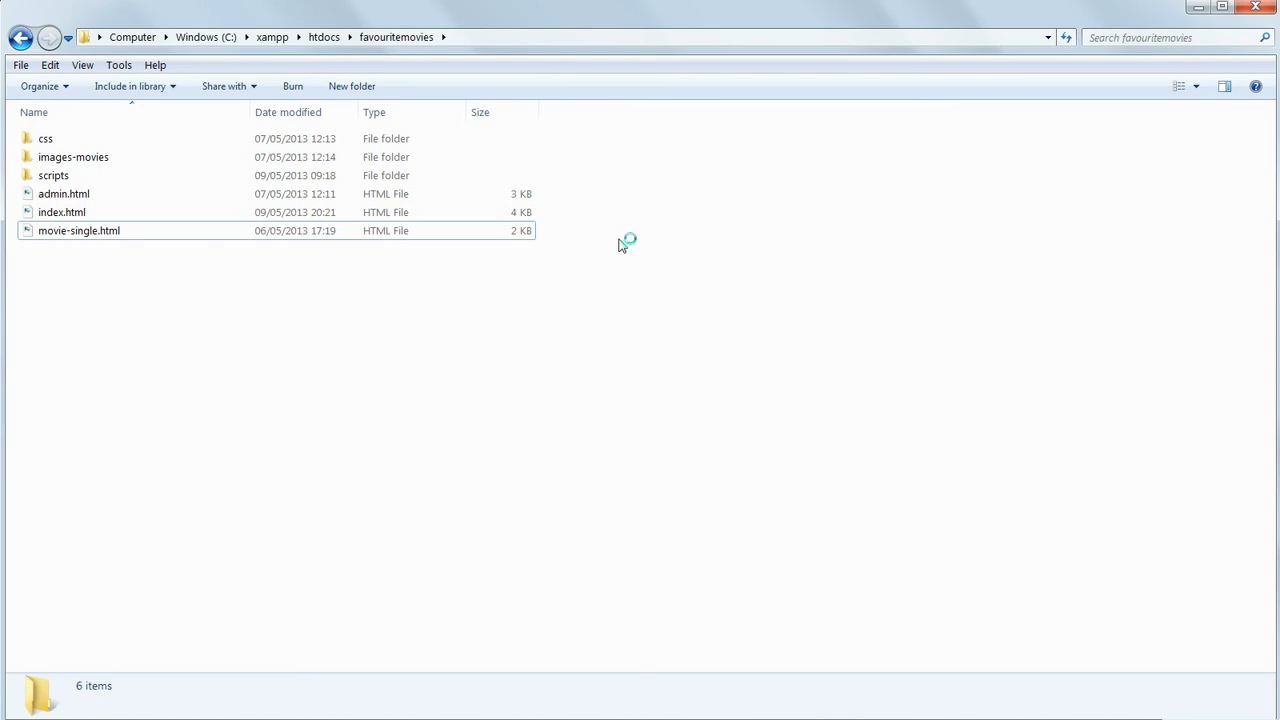 Computer Windows (C:) xampp htdocs favouritemovies Search favouritemovies
File Edit View Tools Help
Organize Include in library Share with Burn New folder
Name Date modified Type Size
css 07/05/2013 12:13 File folder
images-movies 07/05/2013 12:14 File folder
scripts 09/05/2013 09:18 File folder
admin.html 07/05/2013 12:11 HTML File 3 KB
index.html 09/05/2013 20:21 HTML File 4 KB
movie-single.html 06/05/2013 17:19 HTML File 2 KB
6 items